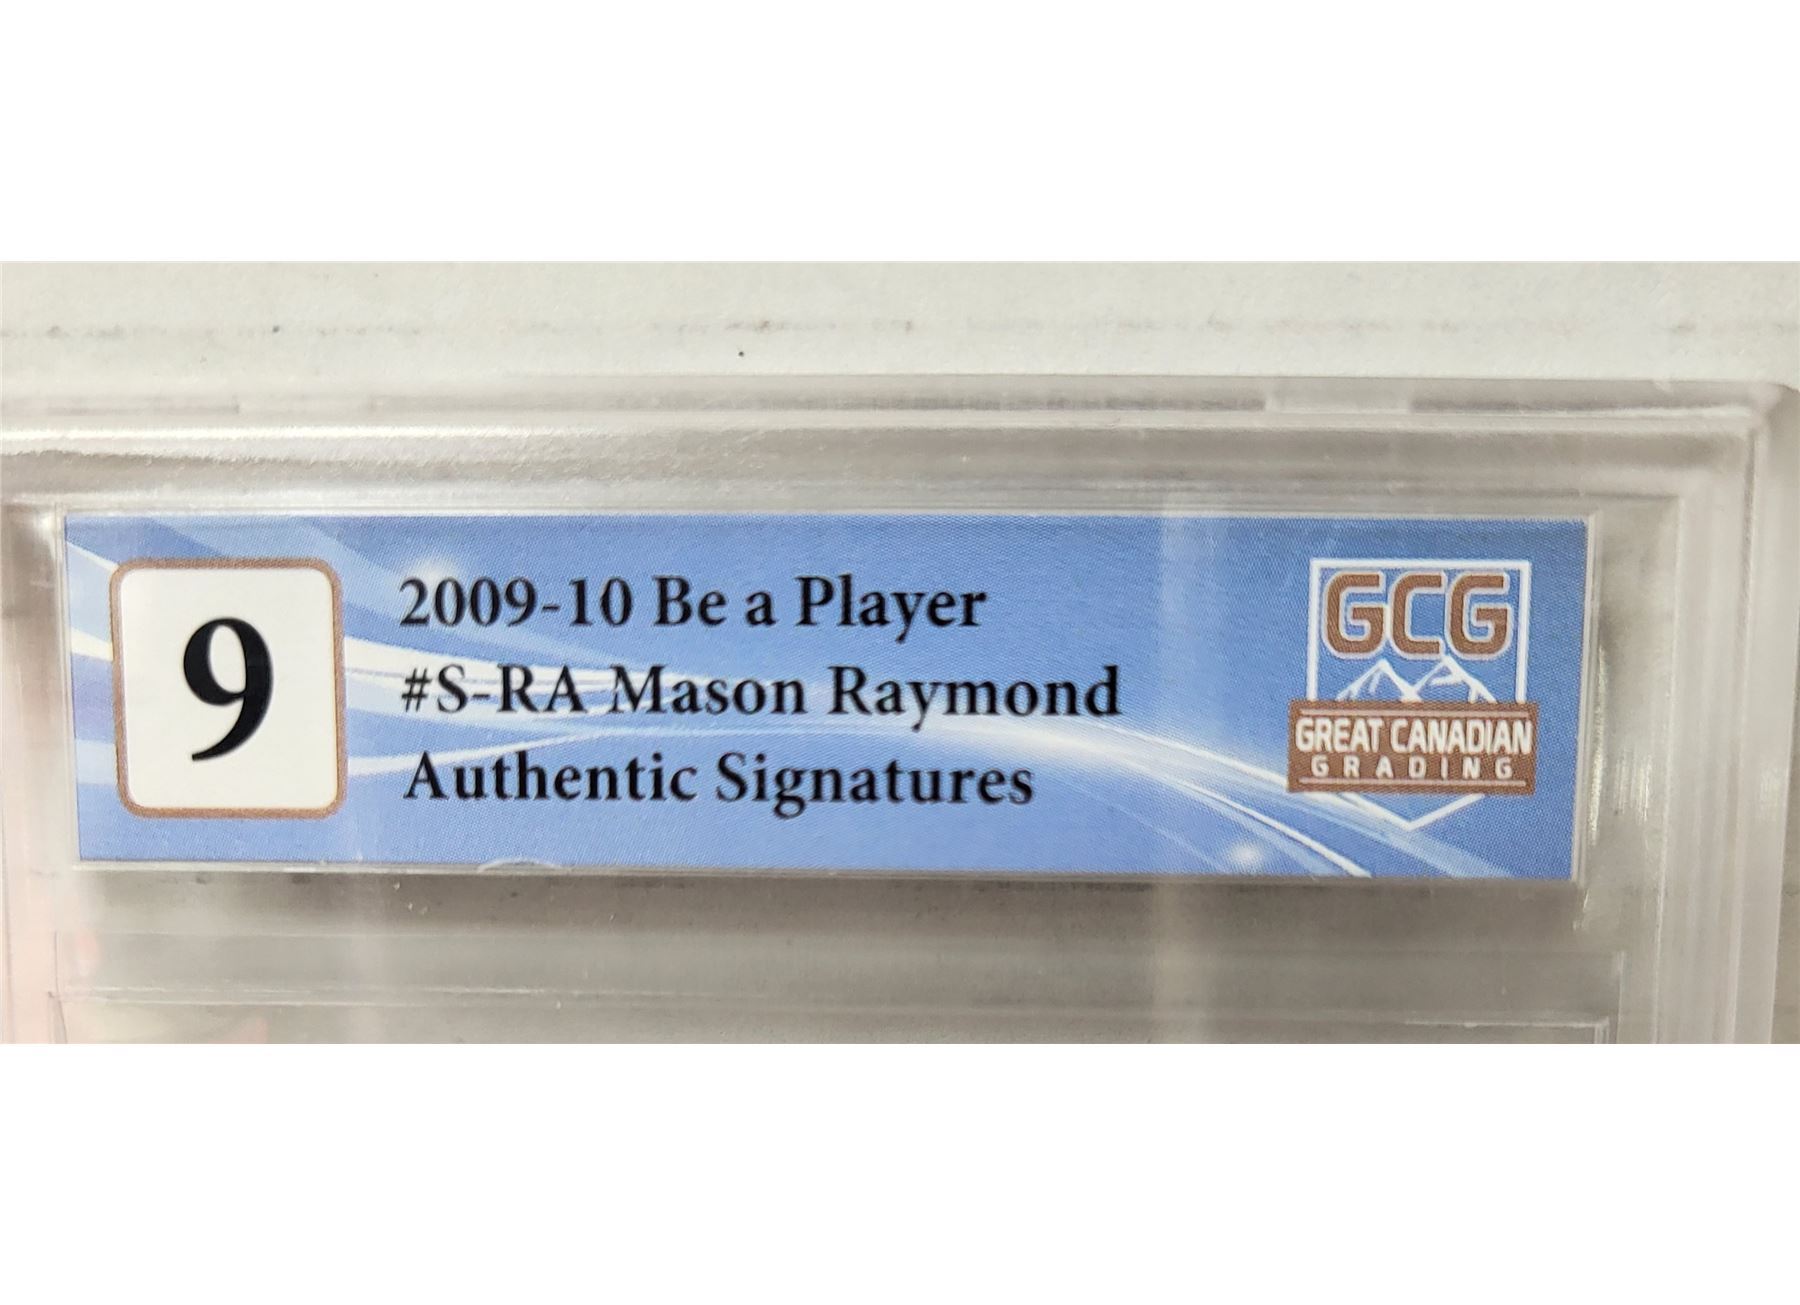 9
2009-10 Be a Player
#S-RA Mason Raymond
Authentic Signatures
GCG
GREAT CANADIAN
GRADING